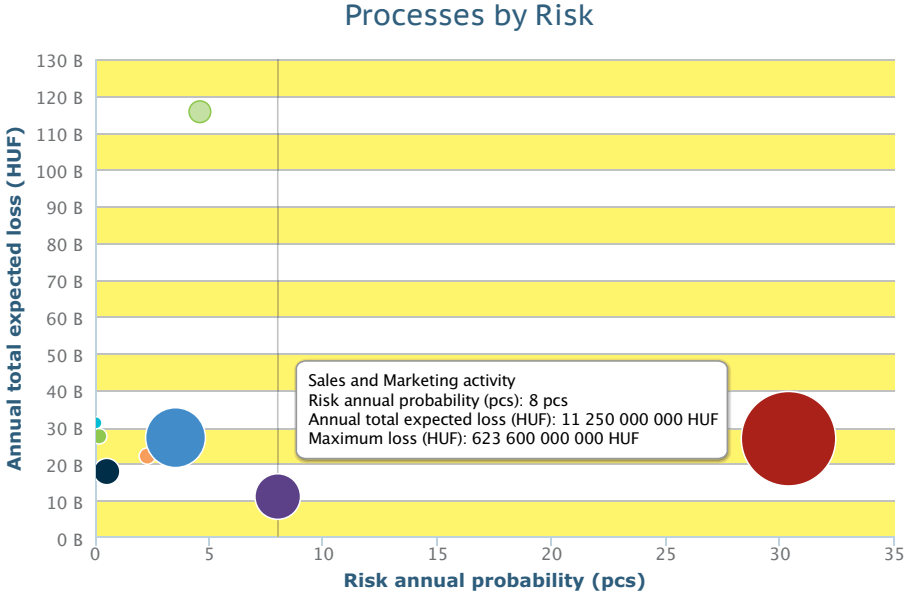 Processes by Risk
Annual total expected loss (HUF)
130 B
120 B
110 B
100 B
90 B
80 B
70 B
60 B
50 B
40 B
30 B
20 B
10 B
0 B
Sales and Marketing activity
Risk annual probability (pcs): 8 pcs
Annual total expected loss (HUF): 11 250 000 000 HUF
Maximum loss (HUF): 623 600 000 000 HUF
0 5 10 15 20 25 30 35
Risk annual probability (pcs)